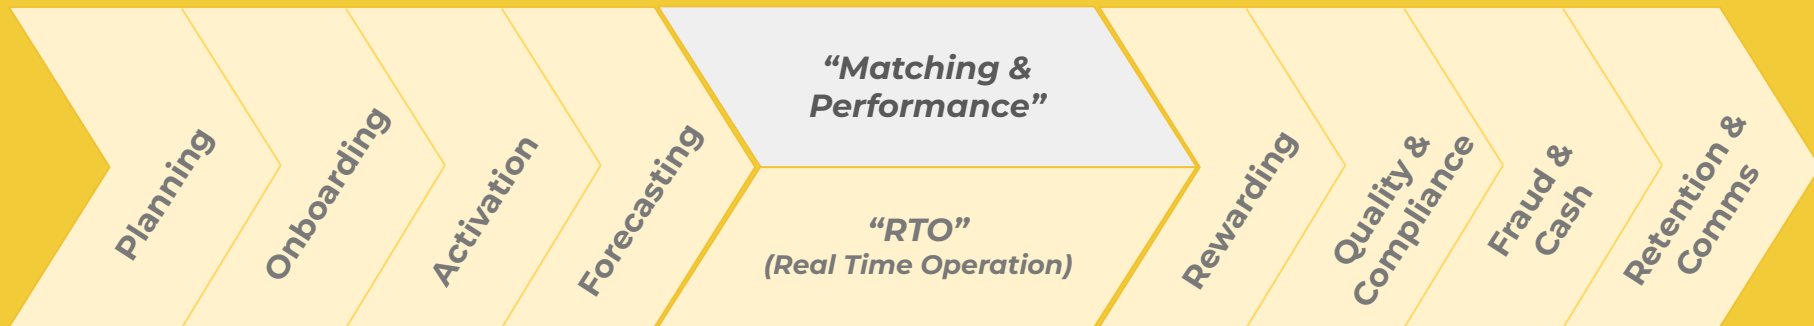 Planning
Onboarding
Activation
Forecasting
“Matching &
Performance”
“RTO”
(Real Time Operation)
Rewarding
Quality &
Compliance
Fraud &
Cash
Retention &
Comms